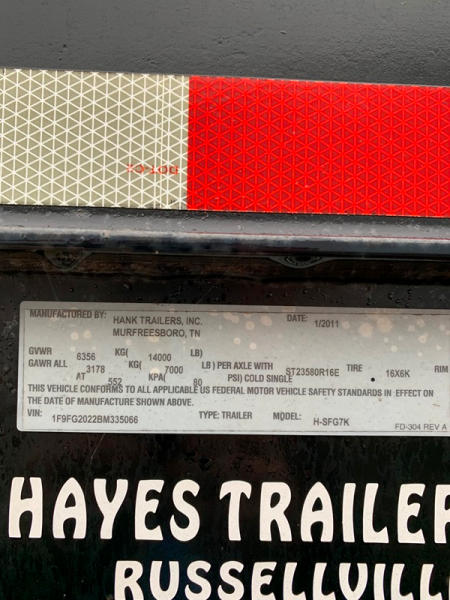 DOT-C2
MANUFACTURED BY: HANK TRAILERS, INC. DATE: 1/2011
MURFREESBORO, TN
GVWR 6356 KG( 14000 LB)
GAWR ALL 3178 KG( 7000 LB) PER AXLE WITH ST23580R16E TIRE 16X6K RIM
AT 552 KPA( 80 PSI) COLD SINGLE
THIS VEHICLE CONFORMS TO ALL APPLICABLE US FEDERAL MOTOR VEHICLE SAFETY STANDARDS IN EFFECT ON
THE DATE OF MANUFACTURE SHOWN ABOVE.
VIN: 1F9FG2022BM335066 TYPE: TRAILER MODEL: H-SFG7K
FD-304 REV A
HAYES TRAILER
RUSSELLVILLE